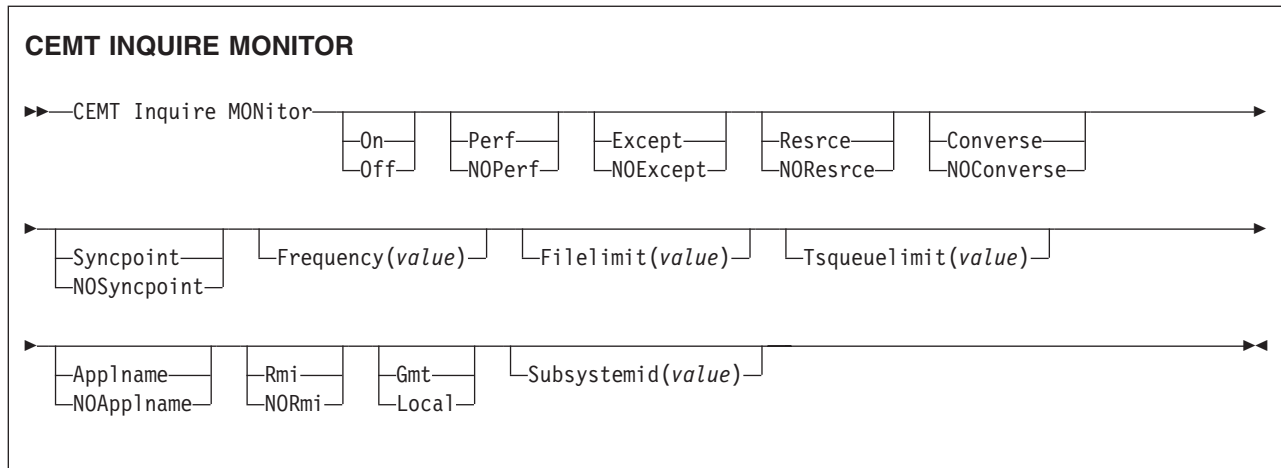 CEMT INQUIRE MONITOR
CEMT Inquire MONitor
On Perf Except Resrce Converse
Off NOPerf NOExcept NOResrce NOConverse
Syncpoint Frequency(value) Filelimit(value) Tsqueuelimit(value)
NOSyncpoint
Applname Rmi Gmt Subsystemid(value)
NOApplname NORmi Local